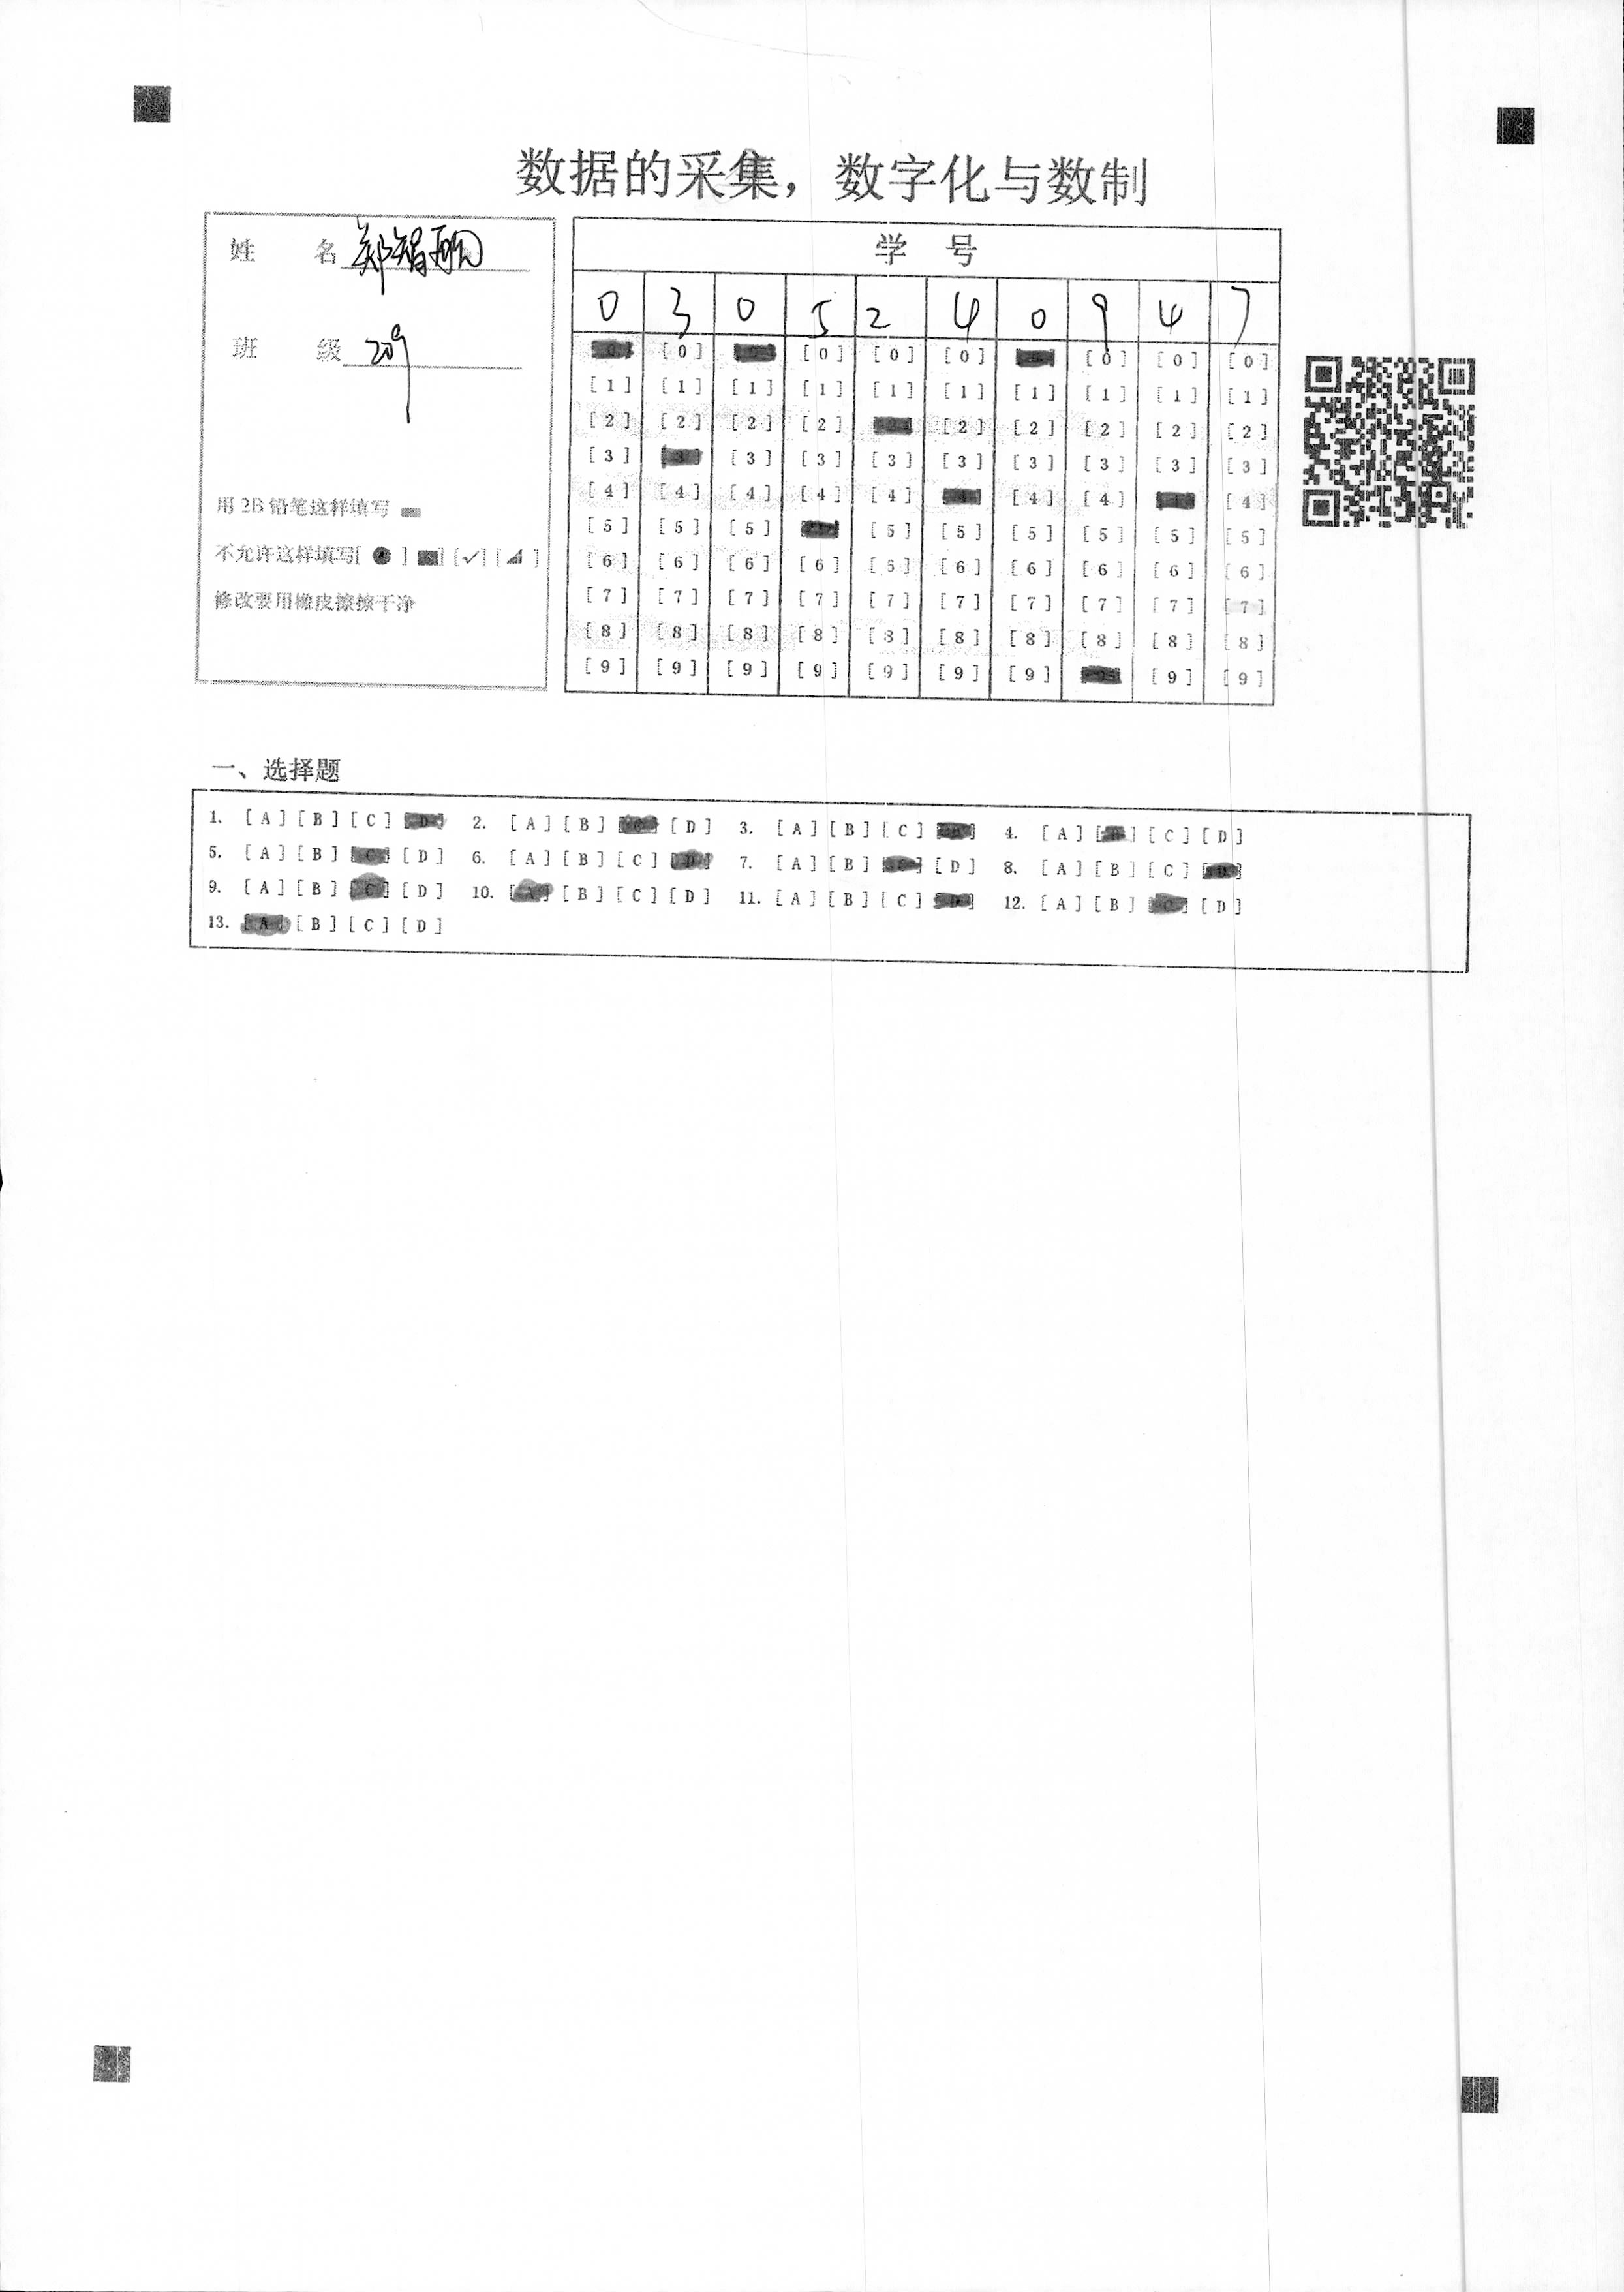 数据的采集，数字化与数制
姓 名 郑智
班 级 209
用 2B 铅笔这样填写
不允许这样填写[ ● ] [■] [✓] [◢ ]
修改要用橡皮擦擦干净
学 号
0 3 0 5 2 4 0 9 4 7
[0] [0] [0] [0] [0] [0] [0] [0] [0] [0]
[1] [1] [1] [1] [1] [1] [1] [1] [1] [1]
[2] [2] [2] [2] [2] [2] [2] [2] [2] [2]
[3] [3] [3] [3] [3] [3] [3] [3] [3] [3]
[4] [4] [4] [4] [4] [4] [4] [4] [4] [4]
[5] [5] [5] [5] [5] [5] [5] [5] [5]
[6] [6] [6] [6] [6] [6] [6] [6] [6] [6]
[7] [7] [7] [7] [7] [7] [7] [7] [7] [7]
[8] [8] [8] [8] [8] [8] [8] [8] [8] [8]
[9] [9] [9] [9] [9] [9] [9] [9] [9]
一、选择题
1. [A] [B] [C] [D] 2. [A] [B] [C] [D] 3. [A] [B] [C] [D] 4. [A] [B] [C] [D]
5. [A] [B] [C] [D] 6. [A] [B] [C] [D] 7. [A] [B] [C] [D] 8. [A] [B] [C] [D]
9. [A] [B] [C] [D] 10. [A] [B] [C] [D] 11. [A] [B] [C] [D] 12. [A] [B] [C] [D]
13. [A] [B] [C] [D]